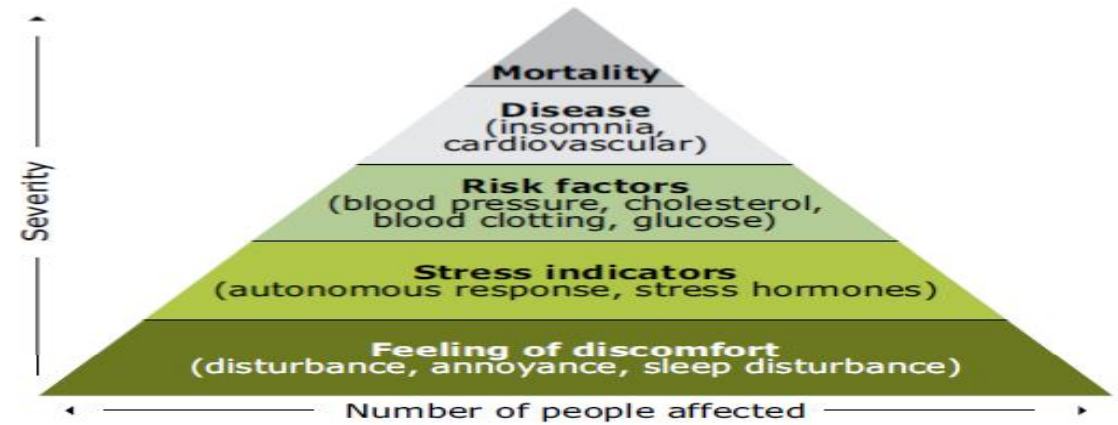 Mortality
Disease
(insomnia,
cardiovascular)
Risk factors
(blood pressure, cholesterol,
blood clotting, glucose)
Stress indicators
(autonomous response, stress hormones)
Feeling of discomfort
(disturbance, annoyance, sleep disturbance)
Severity
Number of people affected